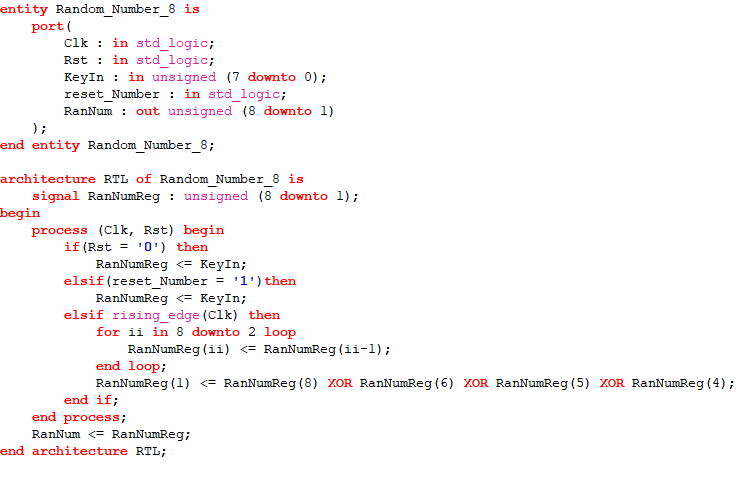 entity Random_Number_8 is
    port(
        Clk : in std_logic;
        Rst : in std_logic;
        KeyIn : in unsigned (7 downto 0);
        reset_Number : in std_logic;
        RanNum : out unsigned (8 downto 1)
    );
end entity Random_Number_8;

architecture RTL of Random_Number_8 is
    signal RanNumReg : unsigned (8 downto 1);
begin
    process (Clk, Rst) begin
        if(Rst = '0') then
            RanNumReg <= KeyIn;
        elsif(reset_Number = '1')then
            RanNumReg <= KeyIn;
        elsif rising_edge(Clk) then
            for ii in 8 downto 2 loop
                RanNumReg(ii) <= RanNumReg(ii-1);
            end loop;
            RanNumReg(1) <= RanNumReg(8) XOR RanNumReg(6) XOR RanNumReg(5) XOR RanNumReg(4);
        end if;
    end process;
    RanNum <= RanNumReg;
end architecture RTL;